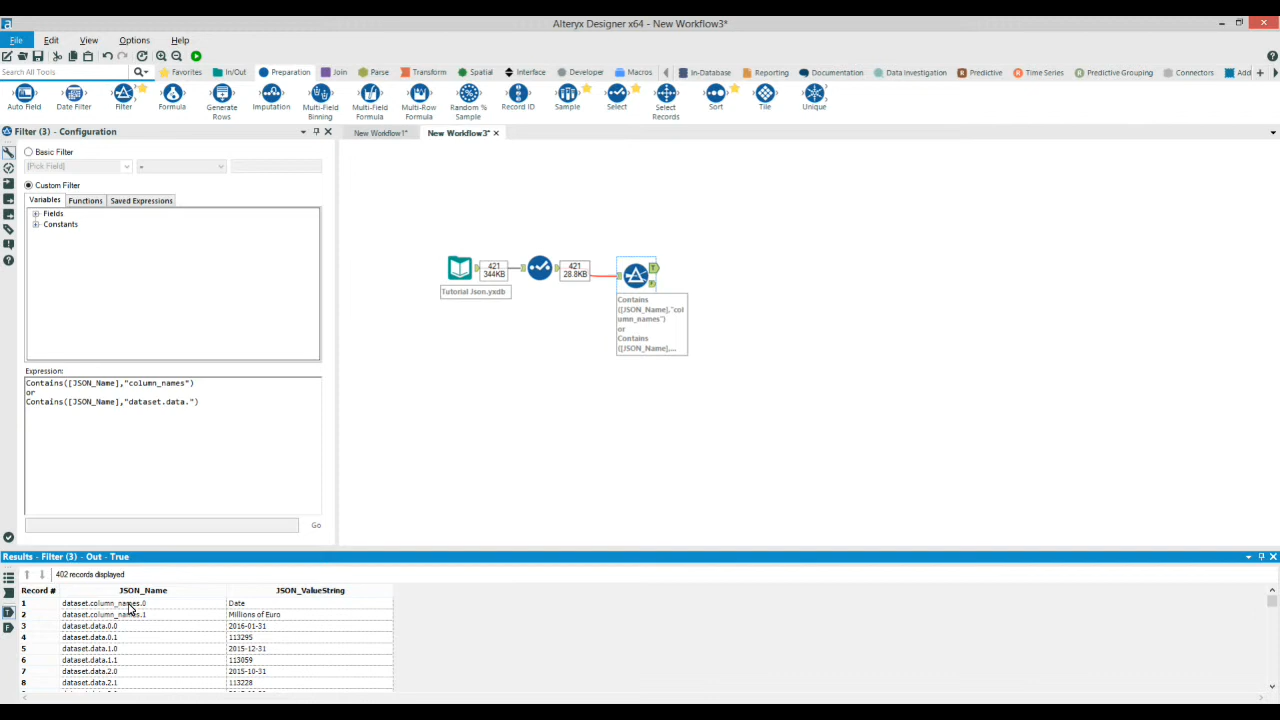 Alteryx Designer x64 - New Workflow3*
File Edit View Options Help
Search All Tools Favorites In/Out Preparation Join Parse Transform Spatial Interface Developer Macros In-Database Reporting Documentation Data Investigation Predictive Time Series Predictive Grouping Connectors Add
Auto Field Date Filter Filter Formula Generate Rows Imputation Multi-Field Binning Multi-Field Formula Multi-Row Formula Random % Sample Record ID Sample Select Select Records Sort Tile Unique
Filter (3) - Configuration
New Workflow1* New Workflow3*
Basic Filter
[Pick Field] =
Custom Filter
Variables Functions Saved Expressions
Fields
Constants
421
344KB
421
28.8KB
T
F
Tutorial Json.yxdb
Contains
([JSON_Name],"col
umn_names")
or
Contains
([JSON_Name],...
Expression:
Contains([JSON_Name],"column_names")
or
Contains([JSON_Name],"dataset.data.")
Go
Results - Filter (3) - Out - True
402 records displayed
Record # JSON_Name JSON_ValueString
1 dataset.column_names.0 Date
2 dataset.column_names.1 Millions of Euro
3 dataset.data.0.0 2016-01-31
4 dataset.data.0.1 113295
5 dataset.data.1.0 2015-12-31
6 dataset.data.1.1 113059
7 dataset.data.2.0 2015-10-31
8 dataset.data.2.1 113228